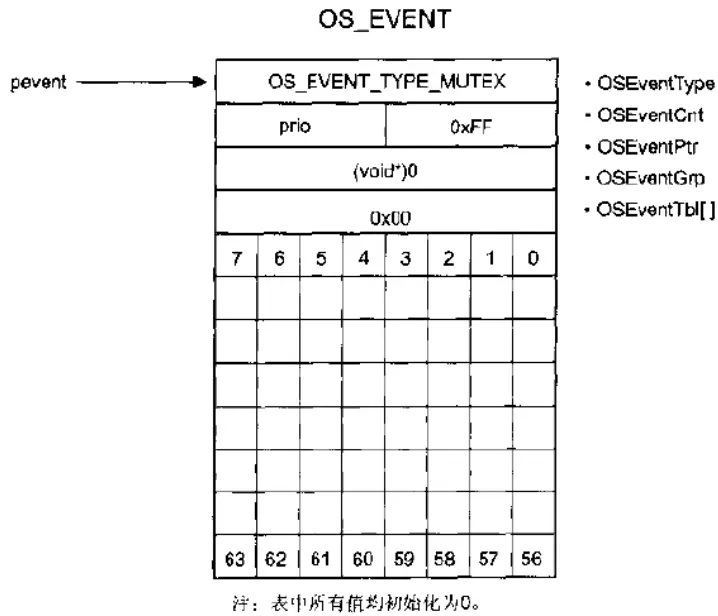 OS_EVENT
pevent
OS_EVENT_TYPE_MUTEX
• OSEventType
prio 0xFF
• OSEventCnt
(void*)0
• OSEventPtr
0x00
• OSEventGrp
• OSEventTbl[ ]
7 6 5 4 3 2 1 0
63 62 61 60 59 58 57 56
注：表中所有值均初始化为0。